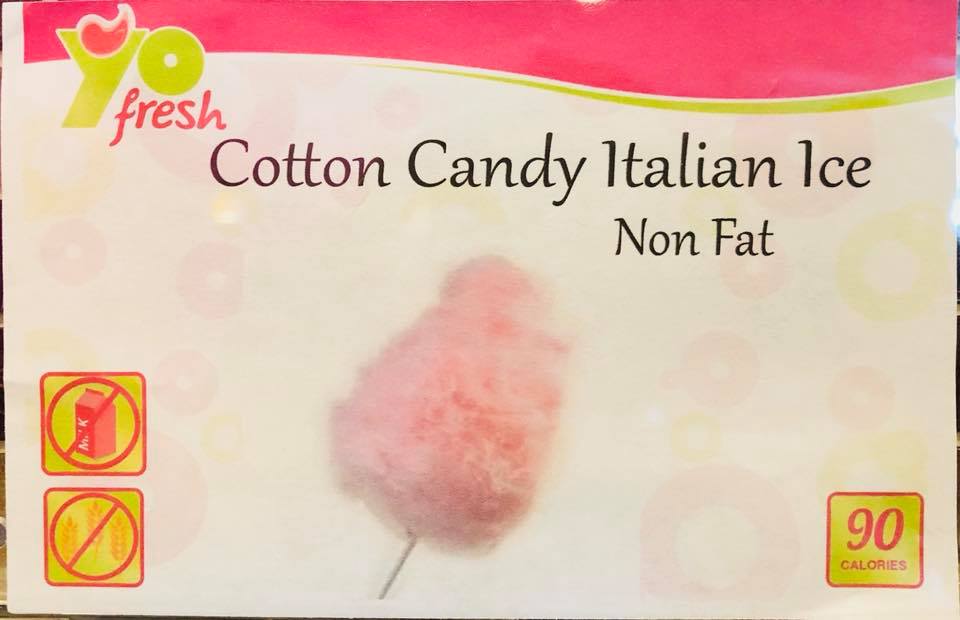 yo
fresh
Cotton Candy Italian Ice
Non Fat
MILK
90
CALORIES